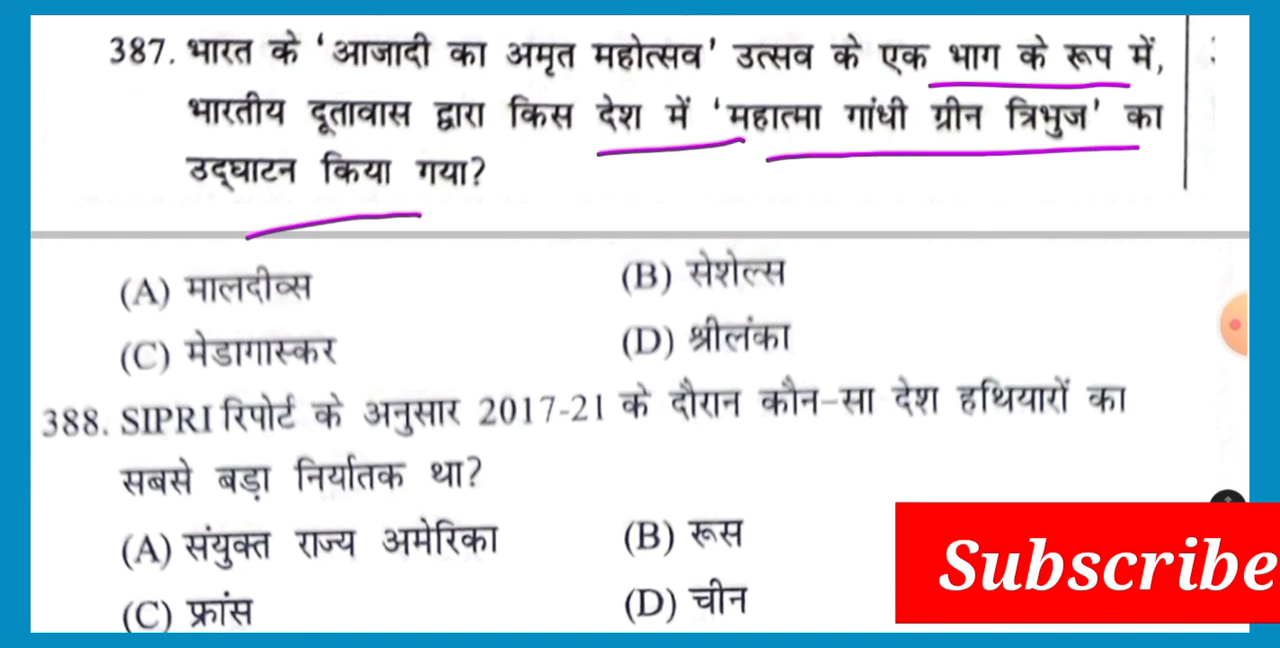 387. भारत के 'आजादी का अमृत महोत्सव' उत्सव के एक भाग के रूप में,
भारतीय दूतावास द्वारा किस देश में 'महात्मा गांधी ग्रीन त्रिभुज' का
उद्घाटन किया गया?
(A) मालदीव्स (B) सेशेल्स
(C) मेडागास्कर (D) श्रीलंका
388. SIPRI रिपोर्ट के अनुसार 2017-21 के दौरान कौन-सा देश हथियारों का
सबसे बड़ा निर्यातक था?
(A) संयुक्त राज्य अमेरिका (B) रूस
(C) फ्रांस (D) चीन
Subscribe